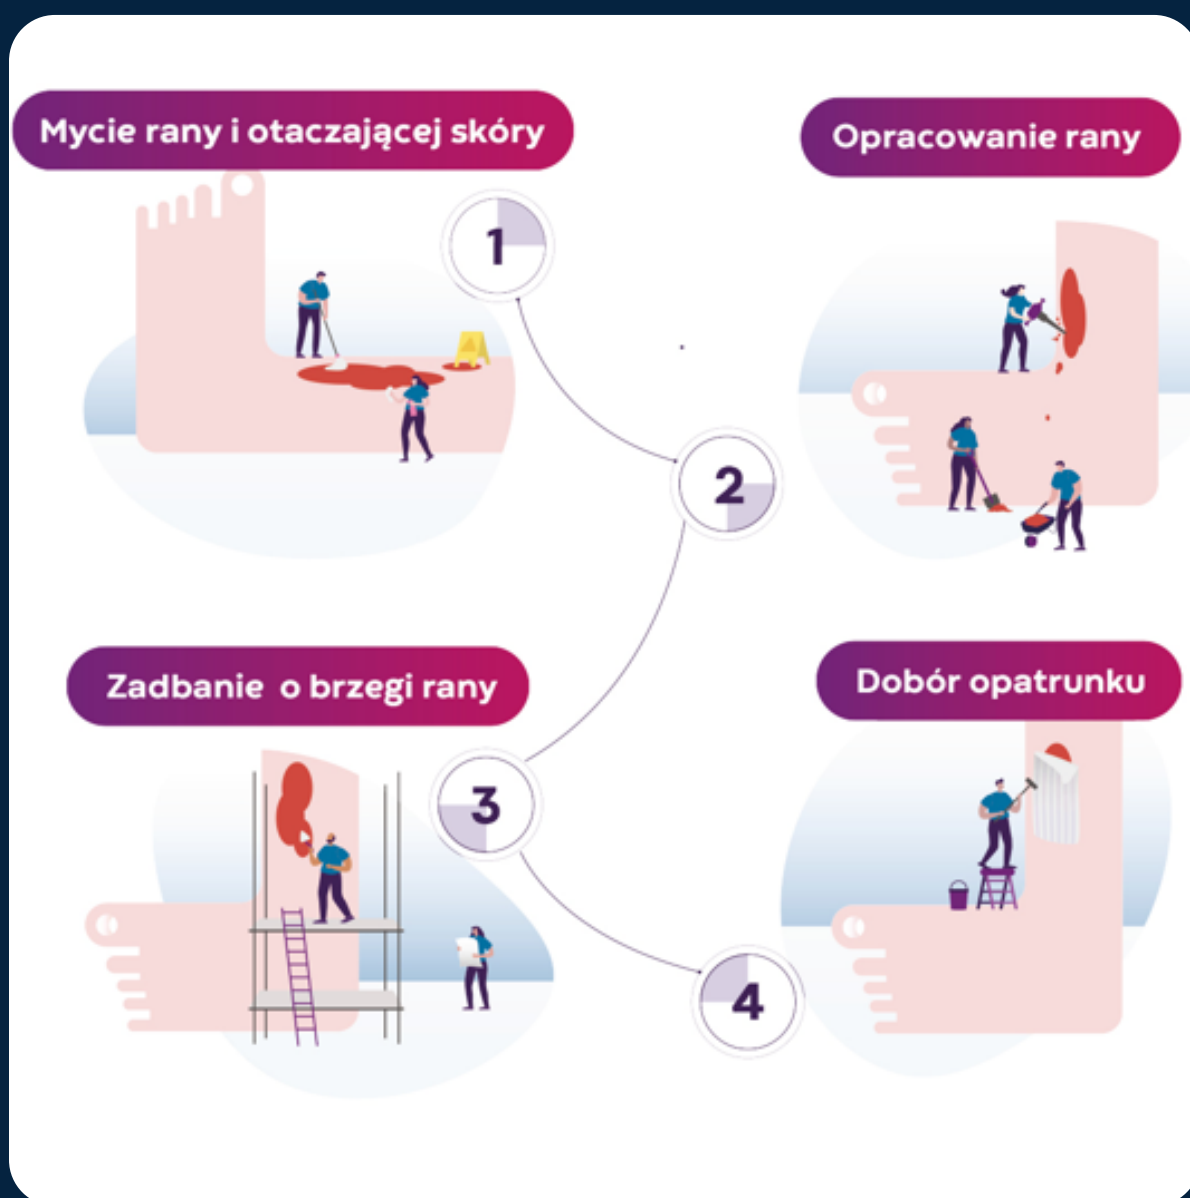 Mycie rany i otaczającej skóry
1
Opracowanie rany
2
Zadbanie o brzegi rany
3
Dobór opatrunku
4